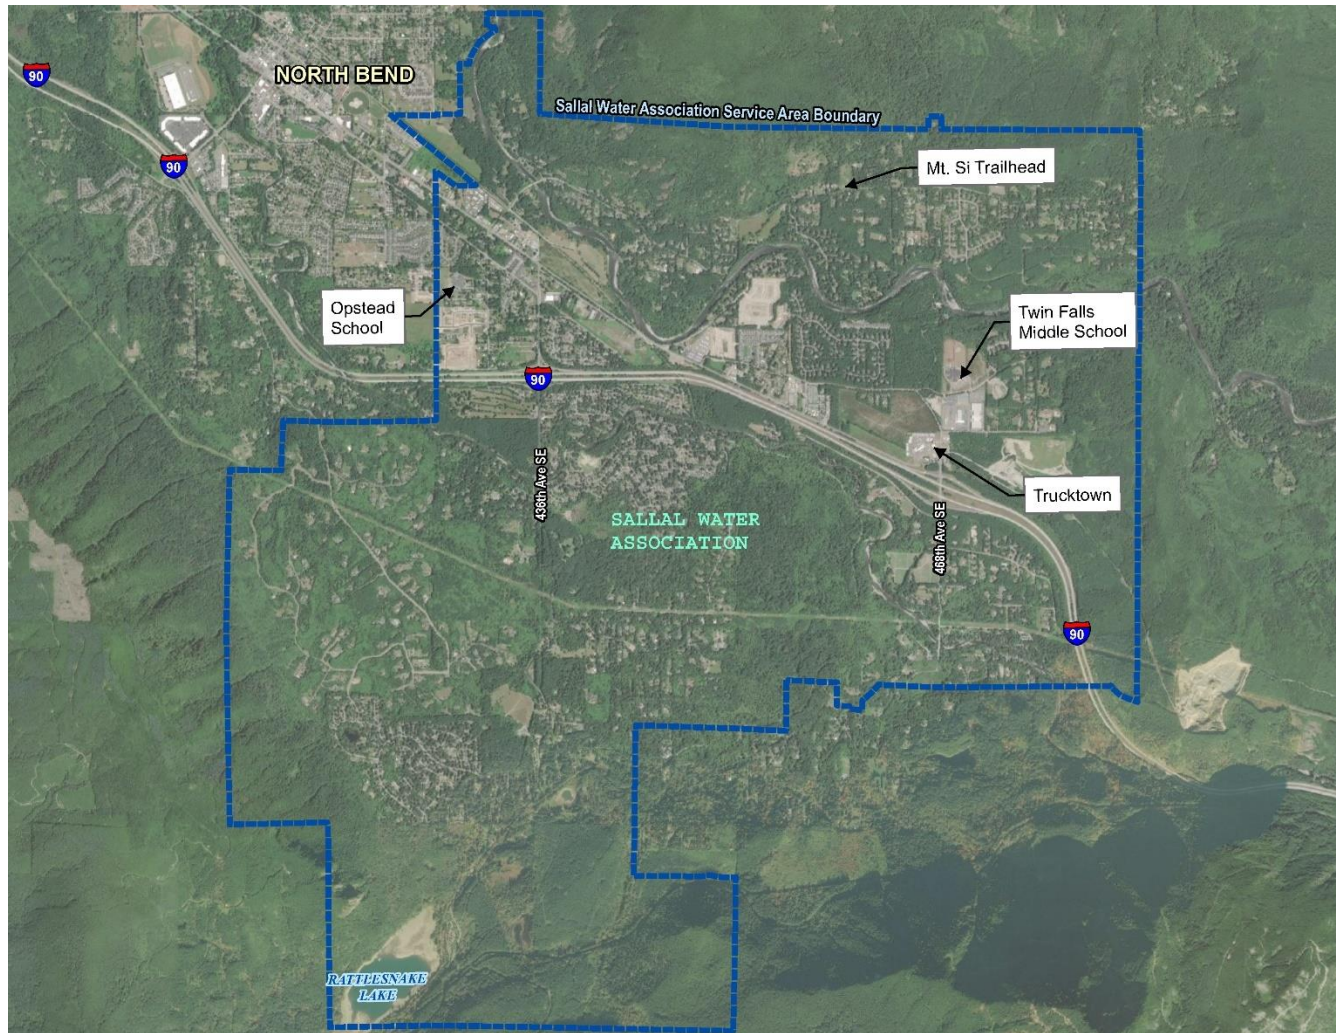 NORTH BEND
90
Sallal Water Association Service Area Boundary
90
Mt. Si Trailhead
Opstead
School
Twin Falls
Middle School
90
436th Ave SE
Trucktown
468th Ave SE
SALLAL WATER
ASSOCIATION
90
RATTLESNAKE
LAKE